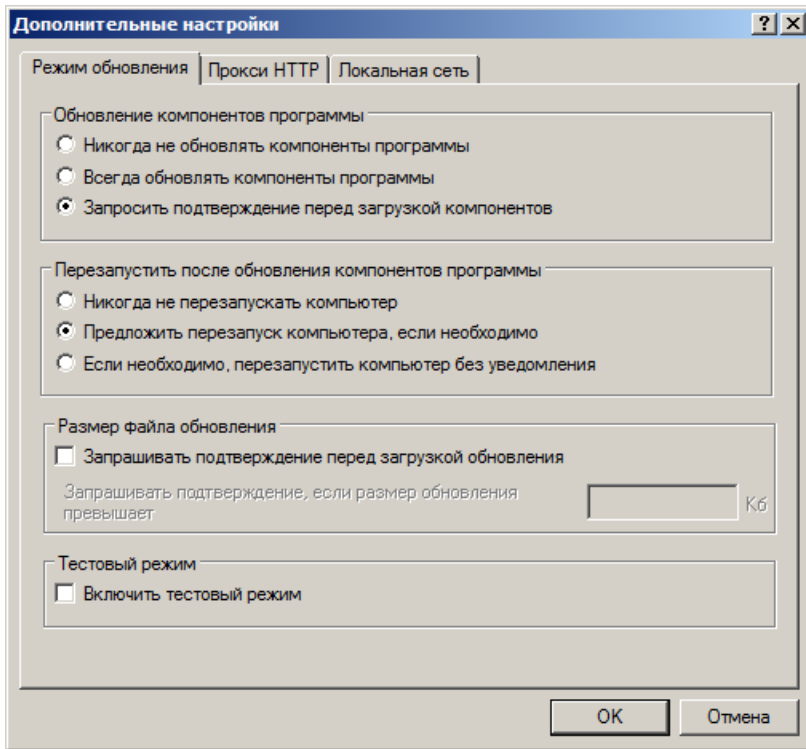 Дополнительные настройки
Режим обновления Прокси HTTP Локальная сеть
Обновление компонентов программы
Никогда не обновлять компоненты программы
Всегда обновлять компоненты программы
Запросить подтверждение перед загрузкой компонентов
Перезапустить после обновления компонентов программы
Никогда не перезапускать компьютер
Предложить перезапуск компьютера, если необходимо
Если необходимо, перезапустить компьютер без уведомления
Размер файла обновления
Запрашивать подтверждение перед загрузкой обновления
Запрашивать подтверждение, если размер обновления
превышает Кб
Тестовый режим
Включить тестовый режим
OK Отмена